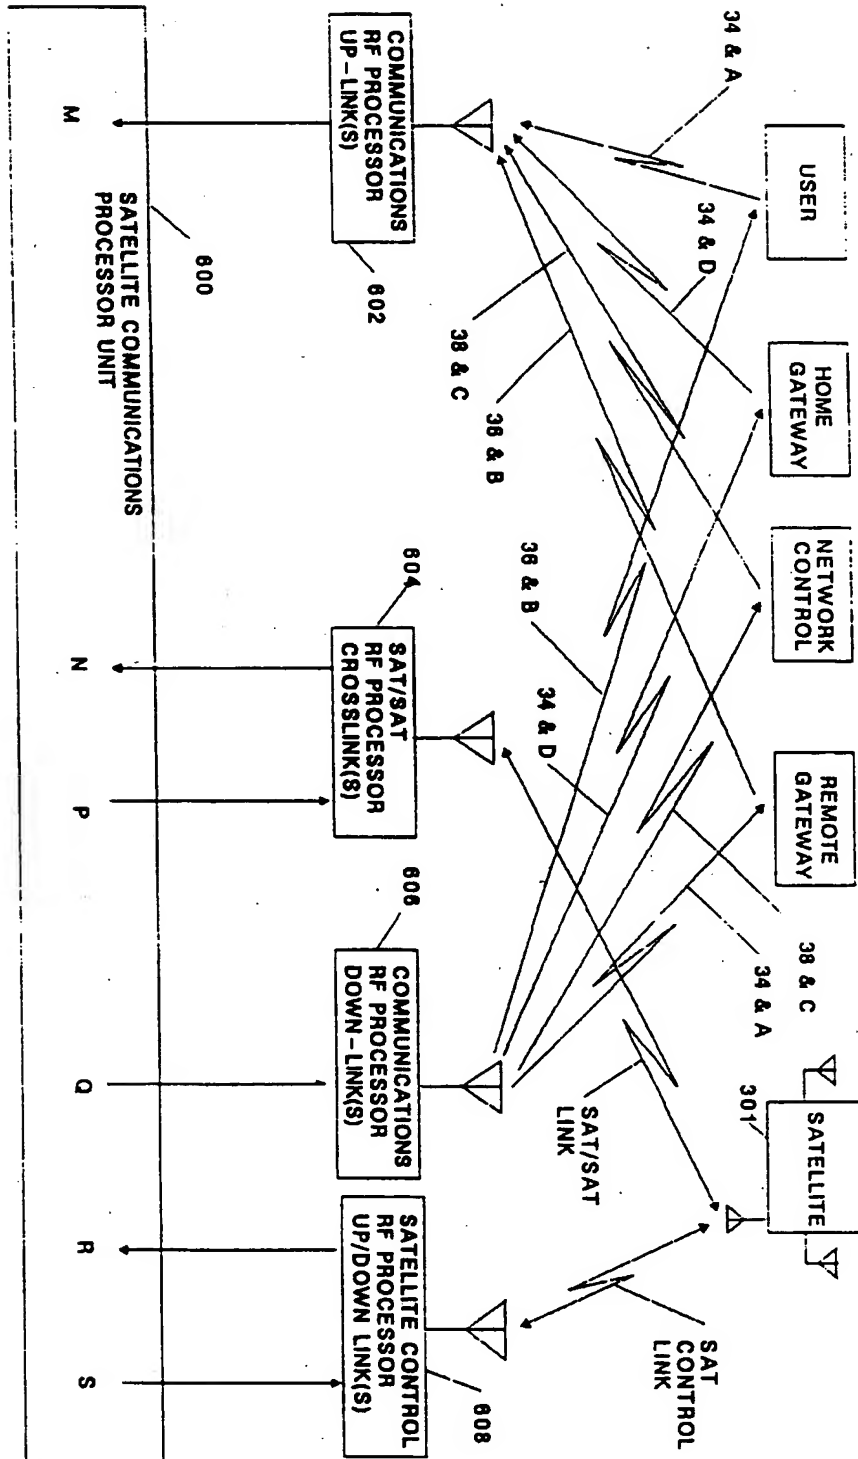 USER
HOME
GATEWAY
NETWORK
CONTROL
REMOTE
GATEWAY
SATELLITE
301
34 & A
34 & D
38 & C
36 & B
36 & B
34 & D
38 & C
34 & A
SAT/SAT
LINK
SAT
CONTROL
LINK
COMMUNICATIONS
RF PROCESSOR
UP-LINK(S)
602
SAT/SAT
RF PROCESSOR
CROSSLINK(S)
604
COMMUNICATIONS
RF PROCESSOR
DOWN-LINK(S)
606
SATELLITE CONTROL
RF PROCESSOR
UP/DOWN LINK(S)
608
600
SATELLITE COMMUNICATIONS
PROCESSOR UNIT
M
N
P
Q
R
S